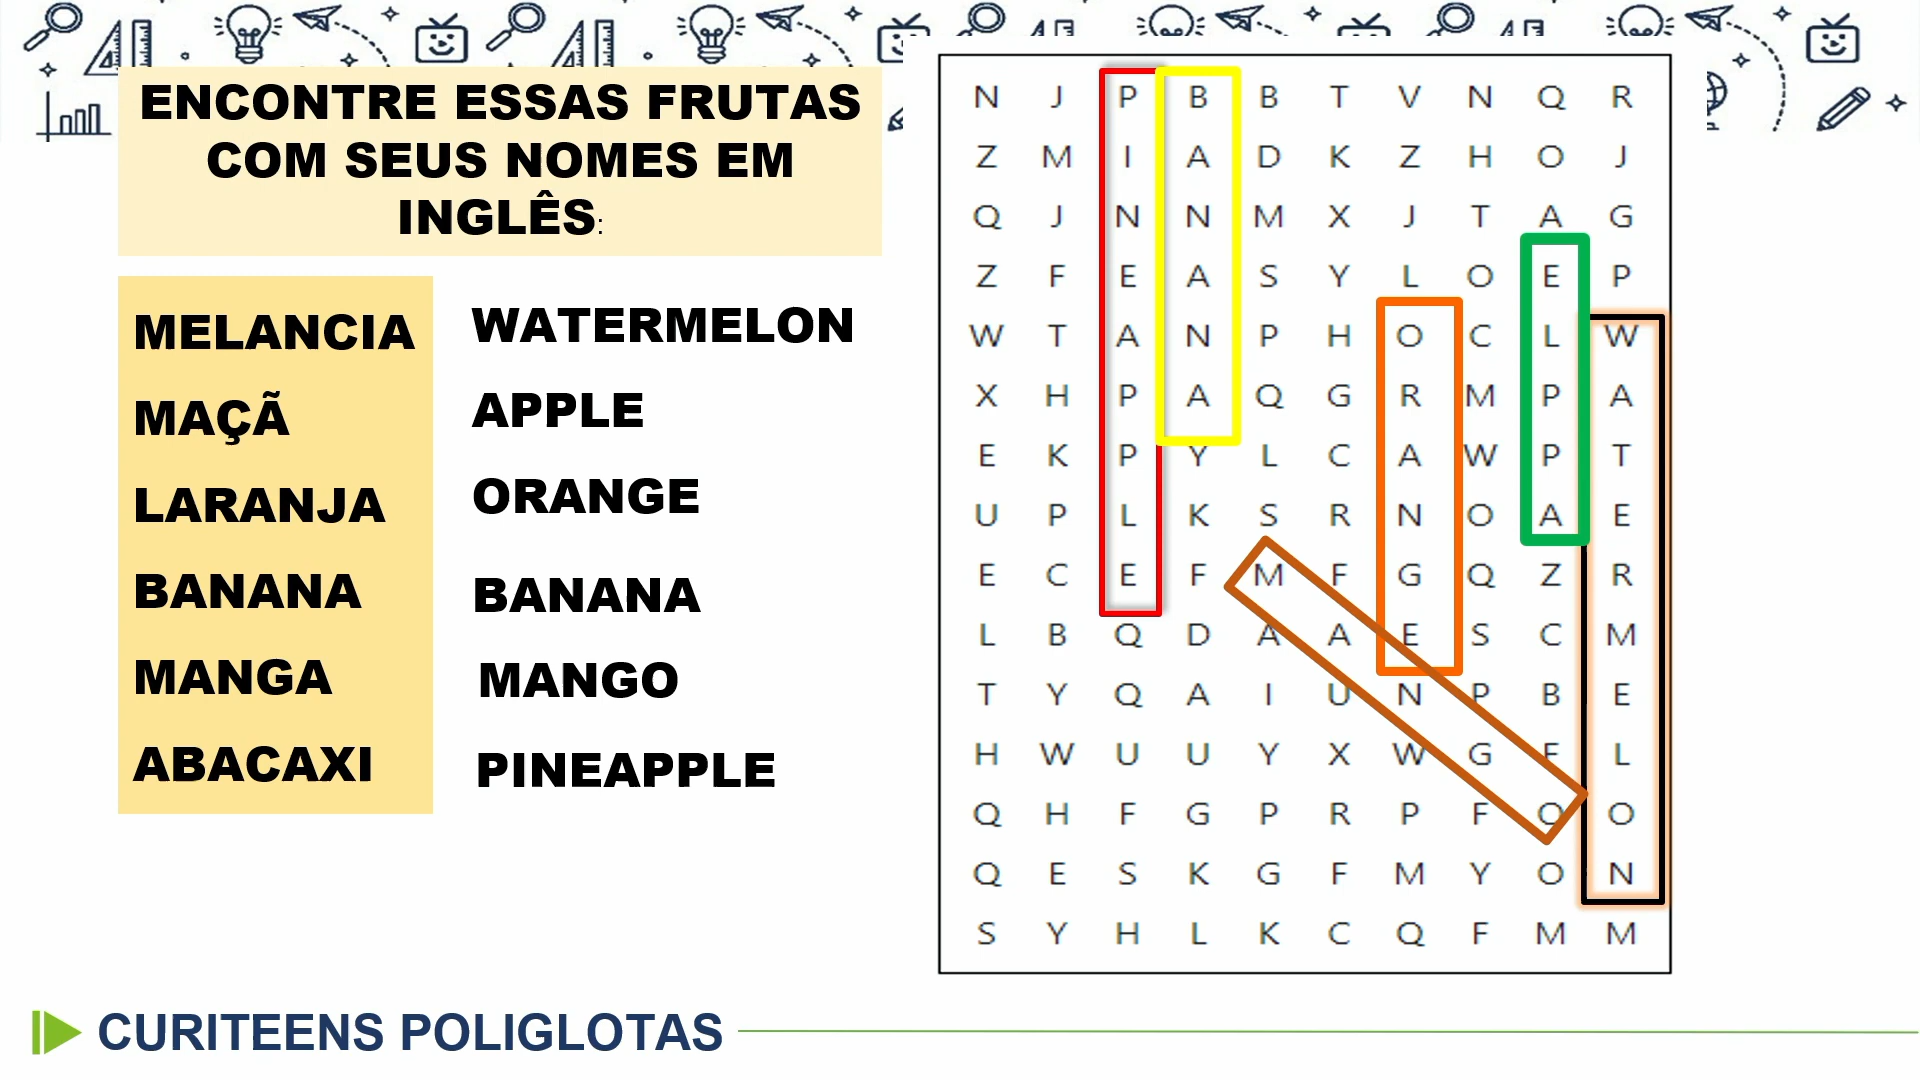 ENCONTRE ESSAS FRUTAS
COM SEUS NOMES EM
INGLÊS:
MELANCIA WATERMELON
MAÇÃ APPLE
LARANJA ORANGE
BANANA BANANA
MANGA MANGO
ABACAXI PINEAPPLE
N J P B B T V N Q R
Z M I A D K Z H O J
Q J N N M X J T A G
Z F E A S Y L O E P
W T A N P H O C L W
X H P A Q G R M P A
E K P Y L C A W P T
U P L K S R N O A E
E C E F M F G Q Z R
L B Q D A A E S C M
T Y Q A I U N P B E
H W U U Y X W G F L
Q H F G P R P F O O
Q E S K G F M Y O N
S Y H L K C Q F M M
CURITEENS POLIGLOTAS